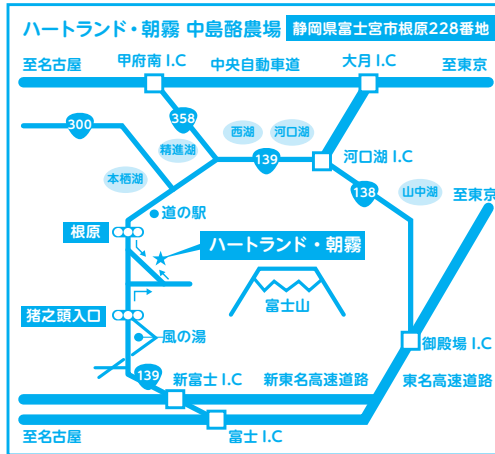 ハートランド・朝霧 中島酪農場 静岡県富士宮市根原228番地
至名古屋 甲府南 I.C 中央自動車道 大月 I.C 至東京
300
358
西湖 河口湖
精進湖
139
河口湖 I.C
本栖湖
138
山中湖
至東京
道の駅
根原
ハートランド・朝霧
富士山
猪之頭入口
風の湯
御殿場 I.C
139
新富士 I.C 新東名高速道路 東名高速道路
至名古屋 富士 I.C